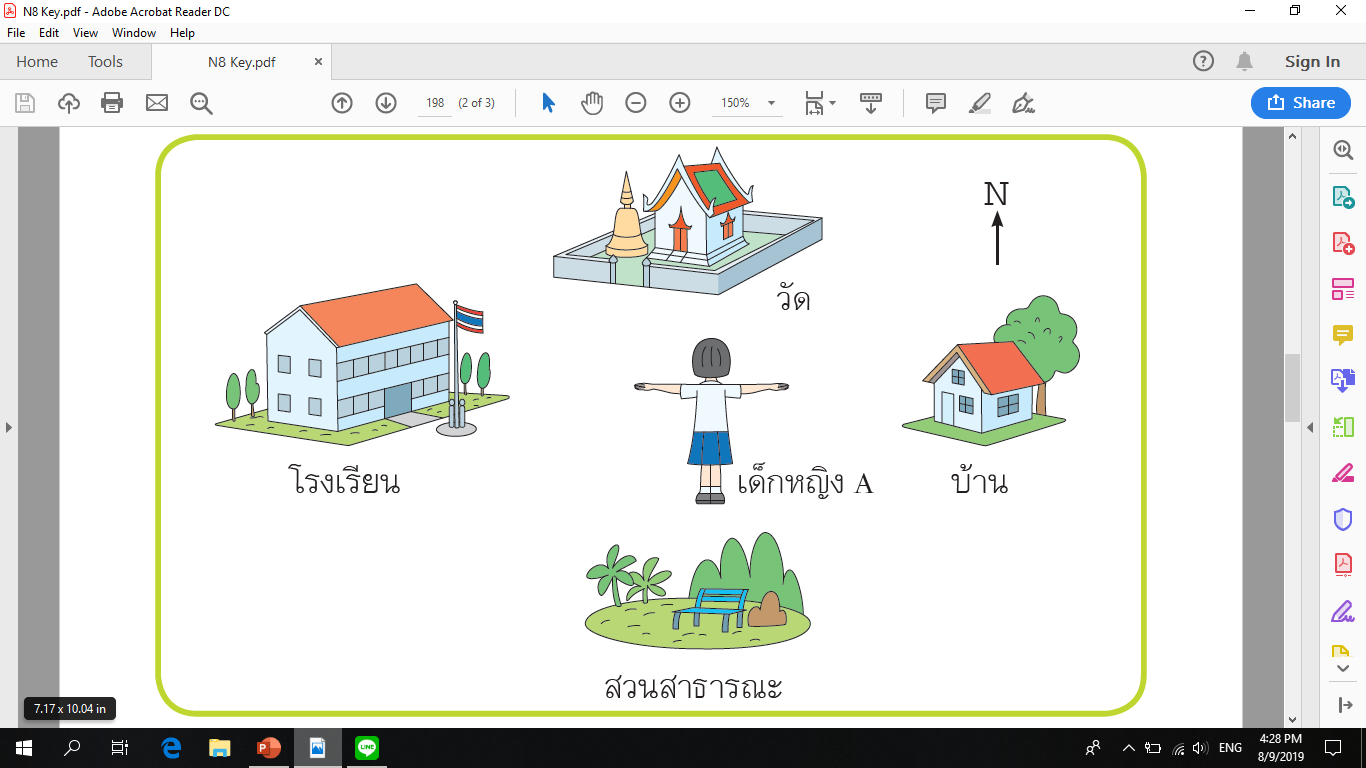 N8 Key.pdf - Adobe Acrobat Reader DC
File Edit View Window Help
Home Tools N8 Key.pdf × Sign In
198 (2 of 3) 150% Share
N
วัด
โรงเรียน
เด็กหญิง A
บ้าน
สวนสาธารณะ
7.17 x 10.04 in
LINE
ENG
4:28 PM
8/9/2019